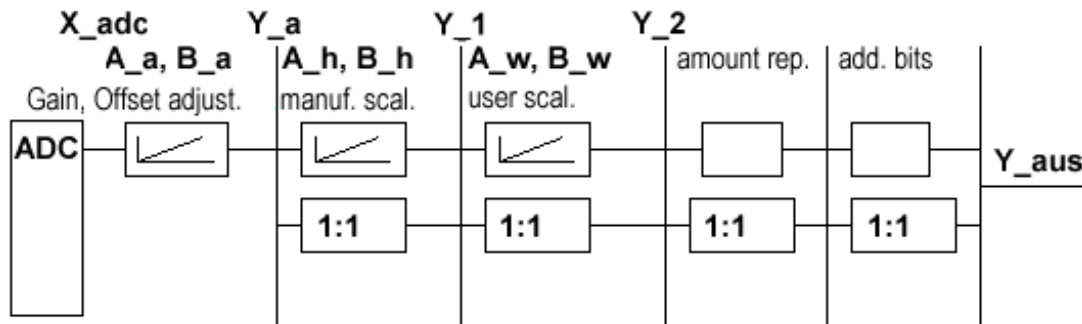 X_adc Y_a Y_1 Y_2
A_a, B_a A_h, B_h A_w, B_w amount rep. add. bits
Gain, Offset adjust. manuf. scal. user scal.
ADC
Y_aus
1:1 1:1 1:1 1:1